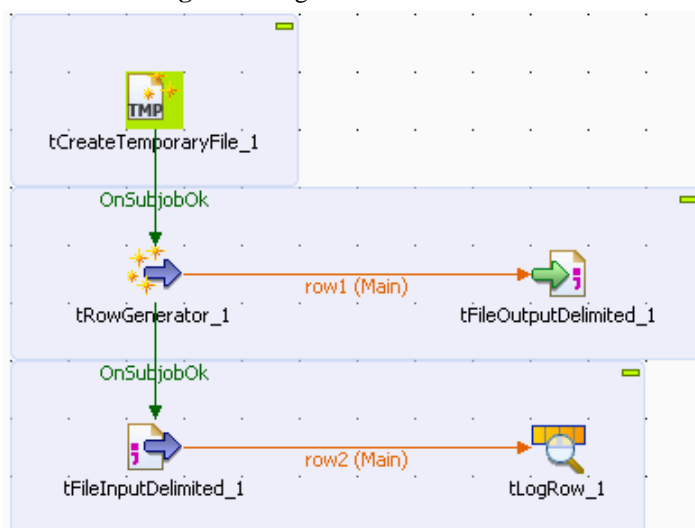 TMP
tCreateTemporaryFile_1
OnSubjobOk
row1 (Main)
tRowGenerator_1
tFileOutputDelimited_1
OnSubjobOk
row2 (Main)
tFileInputDelimited_1
tLogRow_1